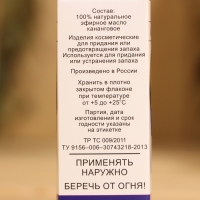 Состав:
100% натуральное
эфирное масло
кананговое
Изделия косметические
для придания или
предотвращения запаха
Используется для придания
или устранения запаха
Произведено в России
Хранить в плотно
закрытом флаконе
при температуре
от +5 до +25°С
Партия, дата
изготовления и срок
годности указаны
на этикетке
ТР ТС 009/2011
ТУ 9156-006-30743218-2013
ПРИМЕНЯТЬ
НАРУЖНО
БЕРЕЧЬ ОТ ОГНЯ!